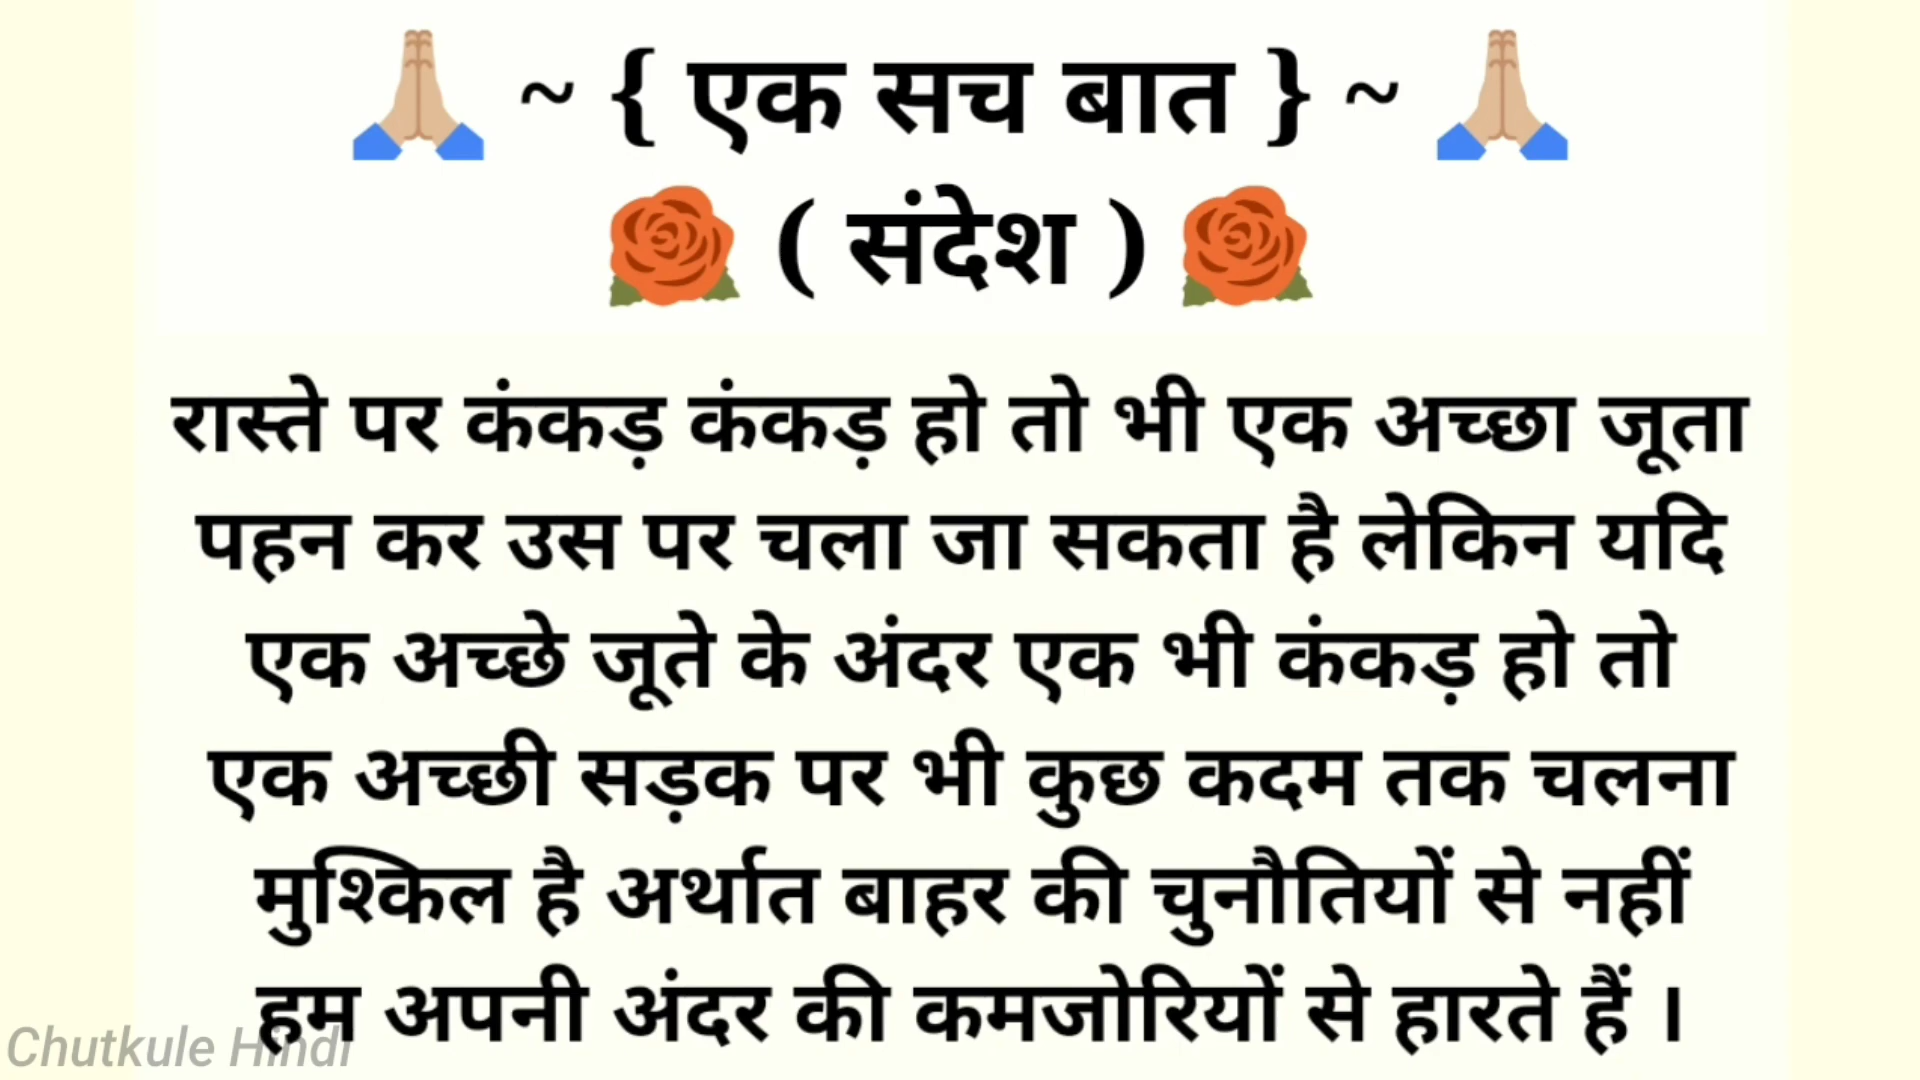 🙏🏼 ~ { एक सच बात } ~ 🙏🏼
🌹 ( संदेश ) 🌹
रास्ते पर कंकड़ कंकड़ हो तो भी एक अच्छा जूता
पहन कर उस पर चला जा सकता है लेकिन यदि
एक अच्छे जूते के अंदर एक भी कंकड़ हो तो
एक अच्छी सड़क पर भी कुछ कदम तक चलना
मुश्किल है अर्थात बाहर की चुनौतियों से नहीं
हम अपनी अंदर की कमजोरियों से हारते हैं ।
Chutkule Hindi